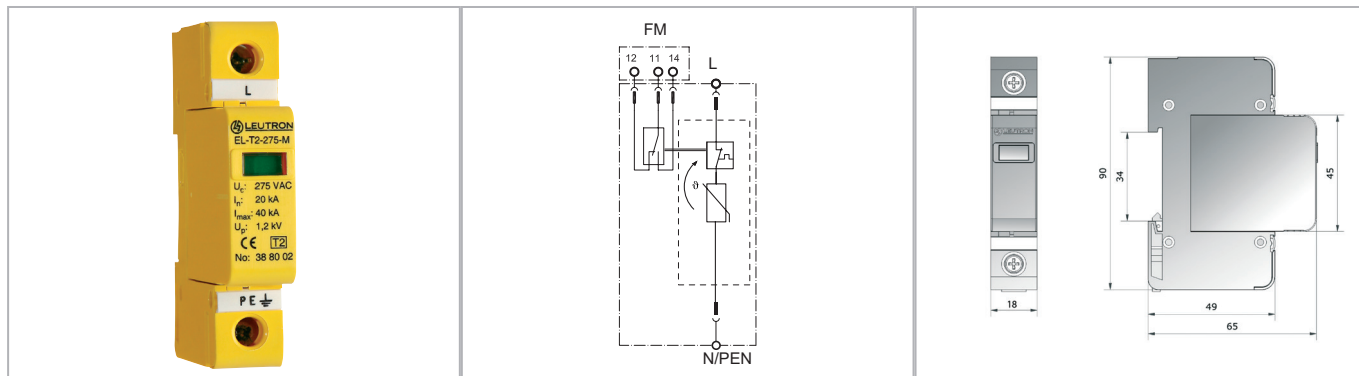 L
LEUTRON
EL-T2-275-M
Uc: 275 VAC
In: 20 kA
Imax: 40 kA
Up: 1,2 kV
CE T2
No: 38 80 02
PE
FM
12 11 14
L
ϑ
N/PEN
LEUTRON
18
90
34
45
49
65